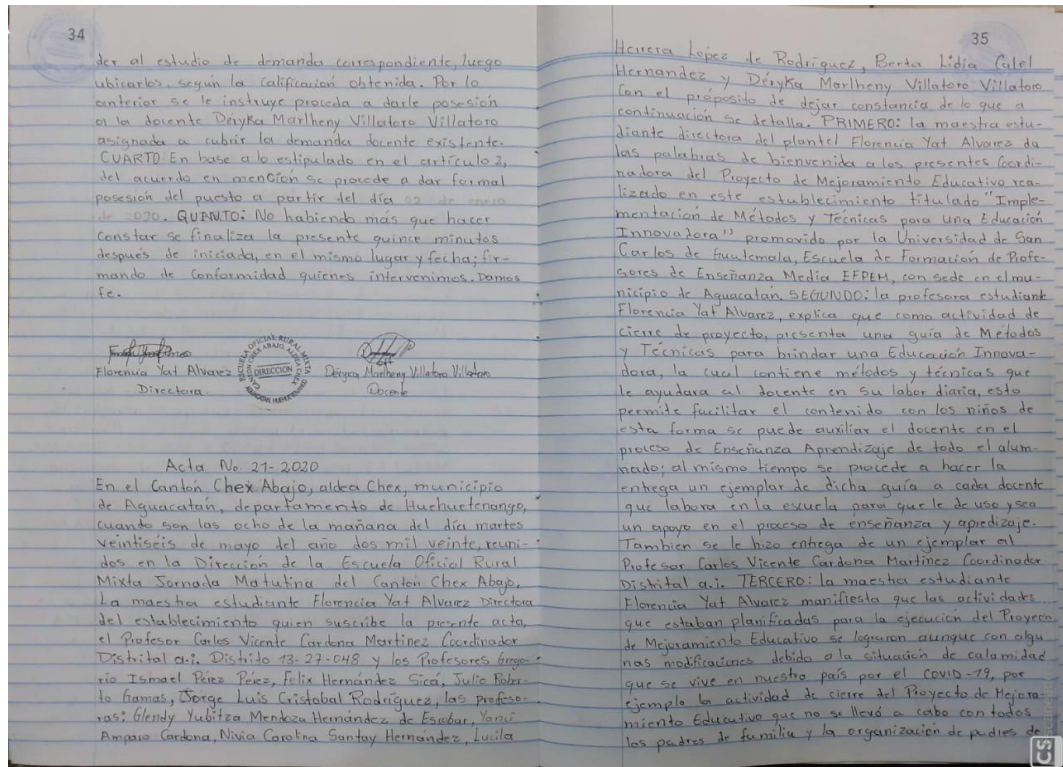 34
der al estudio de demanda correspondiente, luego
ubicarlos, según la calificación obtenida. Por lo
anterior se le instruye proceda a darle posesión
a la docente Déryka Marlheny Villatoro Villatoro
asignada a cubrir la demanda docente existente.
CUARTO: En base a lo estipulado en el artículo 2,
del acuerdo en mención se procede a dar formal
posesión del puesto a partir del día 02 de enero
de 2020. QUINTO: No habiendo más que hacer
constar se finaliza la presente quince minutos
después de iniciada, en el mismo lugar y fecha; fir-
mando de conformidad quienes intervenimos. Damos
fe.
Florencia Yat Alvarez
Directora
ESCUELA OFICIAL RURAL MIXTA
DIRECCIÓN
Déryka Marlheny Villatoro Villatoro
Docente
Acta No. 21-2020
En el Cantón Chex Abajo, aldea Chex, municipio
de Aguacatán, departamento de Huehuetenango,
cuando son las ocho de la mañana del día martes
veintiséis de mayo del año dos mil veinte, reuni-
dos en la Dirección de la Escuela Oficial Rural
Mixta Jornada Matutina del Cantón Chex Abajo,
La maestra estudiante Florencia Yat Alvarez Directora
del establecimiento quien suscribe la presente acta,
el Profesor Carlos Vicente Cardona Martinez Coordinador
Distrital a.i. Distrito 13-27-048 y los Profesores Grego-
rio Ismael Pérez Pérez, Felix Hernández Sicá, Julio Rober-
to Gamas, Jorge Luis Cristobal Rodríguez, las profeso-
ras: Glendy Yubitza Mendoza Hernández de Escobar, Yanui
Amparo Cardona, Nivia Carolina Santay Hernández, Lucila
35
Herrera López de Rodríguez, Berta Lidia Calel
Hernandez y Déryka Marlheny Villatoro Villatoro
Con el própósito de dejar constancia de lo que a
continuación se detalla. PRIMERO: la maestra estu-
diante directora del plantel Florencia Yat Alvarez da
las palabras de bienvenida a los presentes Coordi-
nadora del Proyecto de Mejoramiento Educativo rea-
lizado en este establecimiento titulado "Imple-
mentación de Métodos y Técnicas para una Educación
Innovadora" promovido por la Universidad de San
Carlos de Guatemala, Escuela de Formación de Profe-
sores de Enseñanza Media EFPEM, con sede en el mu-
nicipio de Aguacatán. SEGUNDO: la profesora estudiante
Florencia Yat Alvarez, explica que como actividad de
cierre de proyecto, presenta una guía de Métodos
y Técnicas para brindar una Educación Innova-
dora, la cual contiene métodos y técnicas que
le ayudara al docente en su labor diaria, esto
permite facilitar el contenido con los niños de
esta forma se puede auxiliar el docente en el
proceso de Enseñanza Aprendizaje de todo el alum-
nado; al mismo tiempo se procede a hacer la
entrega un ejemplar de dicha guía a cada docente
que labora en la escuela para que le de uso y sea
un apoyo en el proceso de enseñanza y apredizaje.
Tambien se le hizo entrega de un ejemplar al
Profesor Carlos Vicente Cardona Martínez Coordinador
Distrital a.i. TERCERO: la maestra estudiante
Florencia Yat Alvarez manifiesta que las actividades
que estaban planificadas para la ejecución del Proyecto
de Mejoramiento Educativo se lograron aunque con algu
nas modificaciones debido a la situación de calamidad
que se vive en nuestro país por el COVID-19, por
ejemplo la actividad de cierre del Proyecto de Mejora-
miento Educativo que no se llevó a cabo con todos
los padres de familia y la organización de padres de
CS